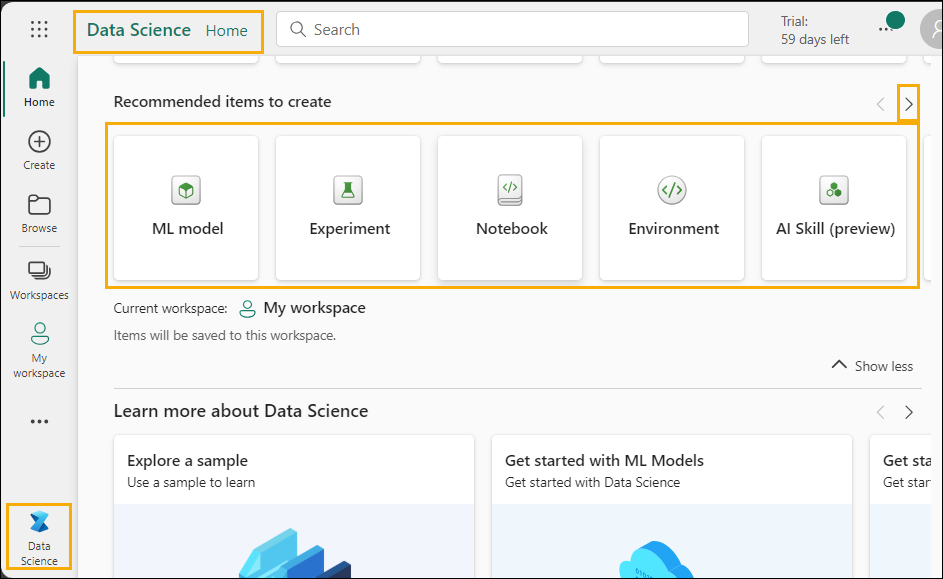 Data Science Home
Search
Trial:
59 days left
Home
Create
Browse
Workspaces
My
workspace
Data
Science
Recommended items to create
ML model
Experiment
Notebook
Environment
AI Skill (preview)
Current workspace: My workspace
Items will be saved to this workspace.
Show less
Learn more about Data Science
Explore a sample
Use a sample to learn
Get started with ML Models
Get started with Data Science
Get sta
Get star